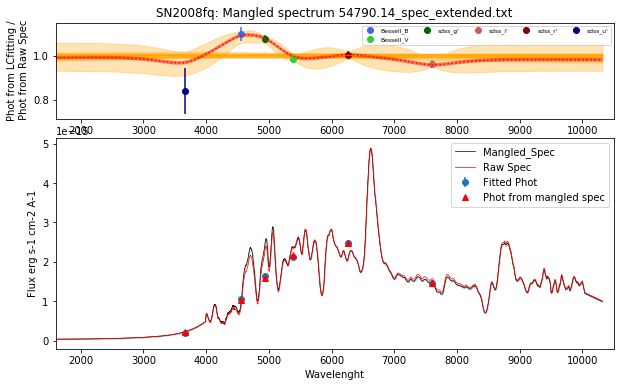 SN2008fq: Mangled spectrum 54790.14_spec_extended.txt
Phot from LCfitting /
Phot from Raw Spec
1.0
0.8
Bessell_B
Bessell_V
sdss_g'
sdss_i'
sdss_r'
sdss_u'
2000 3000 4000 5000 6000 7000 8000 9000 10000
1e−15
Flux erg s-1 cm-2 A-1
5
4
3
2
1
0
Mangled_Spec
Raw Spec
Fitted Phot
Phot from mangled spec
2000 3000 4000 5000 6000 7000 8000 9000 10000
Wavelenght